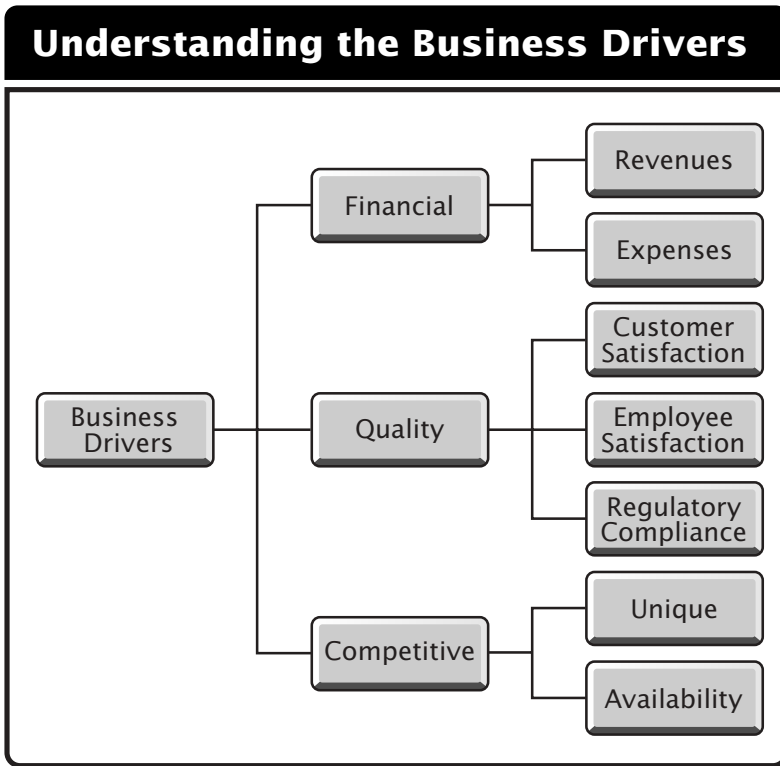 Understanding the Business Drivers
Revenues
Financial
Expenses
Customer
Satisfaction
Business
Drivers
Quality
Employee
Satisfaction
Regulatory
Compliance
Unique
Competitive
Availability